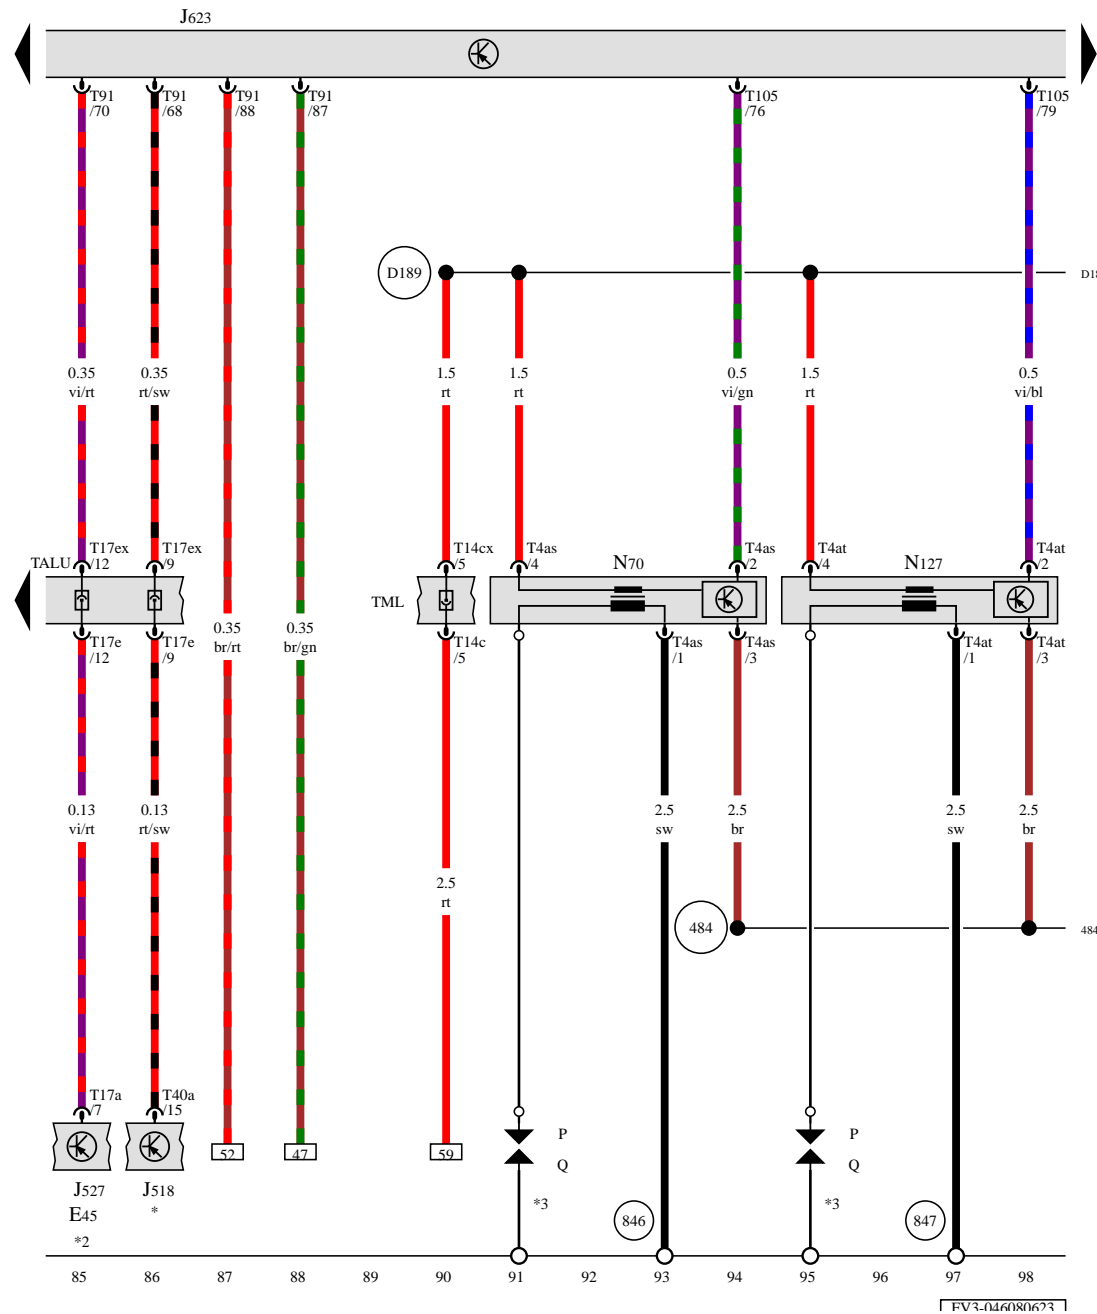 J623
T91
/70
T91
/68
T91
/88
T91
/87
T105
/76
T105
/79
D189
0.35
vi/rt
0.35
rt/sw
1.5
rt
1.5
rt
0.5
vi/gn
1.5
rt
0.5
vi/bl
TALU
T17ex
/12
T17ex
/9
T14cx
/5
T4as
/4
N70
T4as
/2
T4at
/4
N127
T4at
/2
TML
T17e
/12
T17e
/9
0.35
br/rt
0.35
br/gn
T14c
/5
T4as
/1
T4as
/3
T4at
/1
T4at
/3
0.13
vi/rt
0.13
rt/sw
2.5
sw
2.5
br
2.5
sw
2.5
br
2.5
rt
484
484
T17a
/7
T40a
/15
52
47
59
P
Q
P
Q
J527
E45
*2
J518
*
*3
*3
846
847
85 86 87 88 89 90 91 92 93 94 95 96 97 98
EV3-046080623